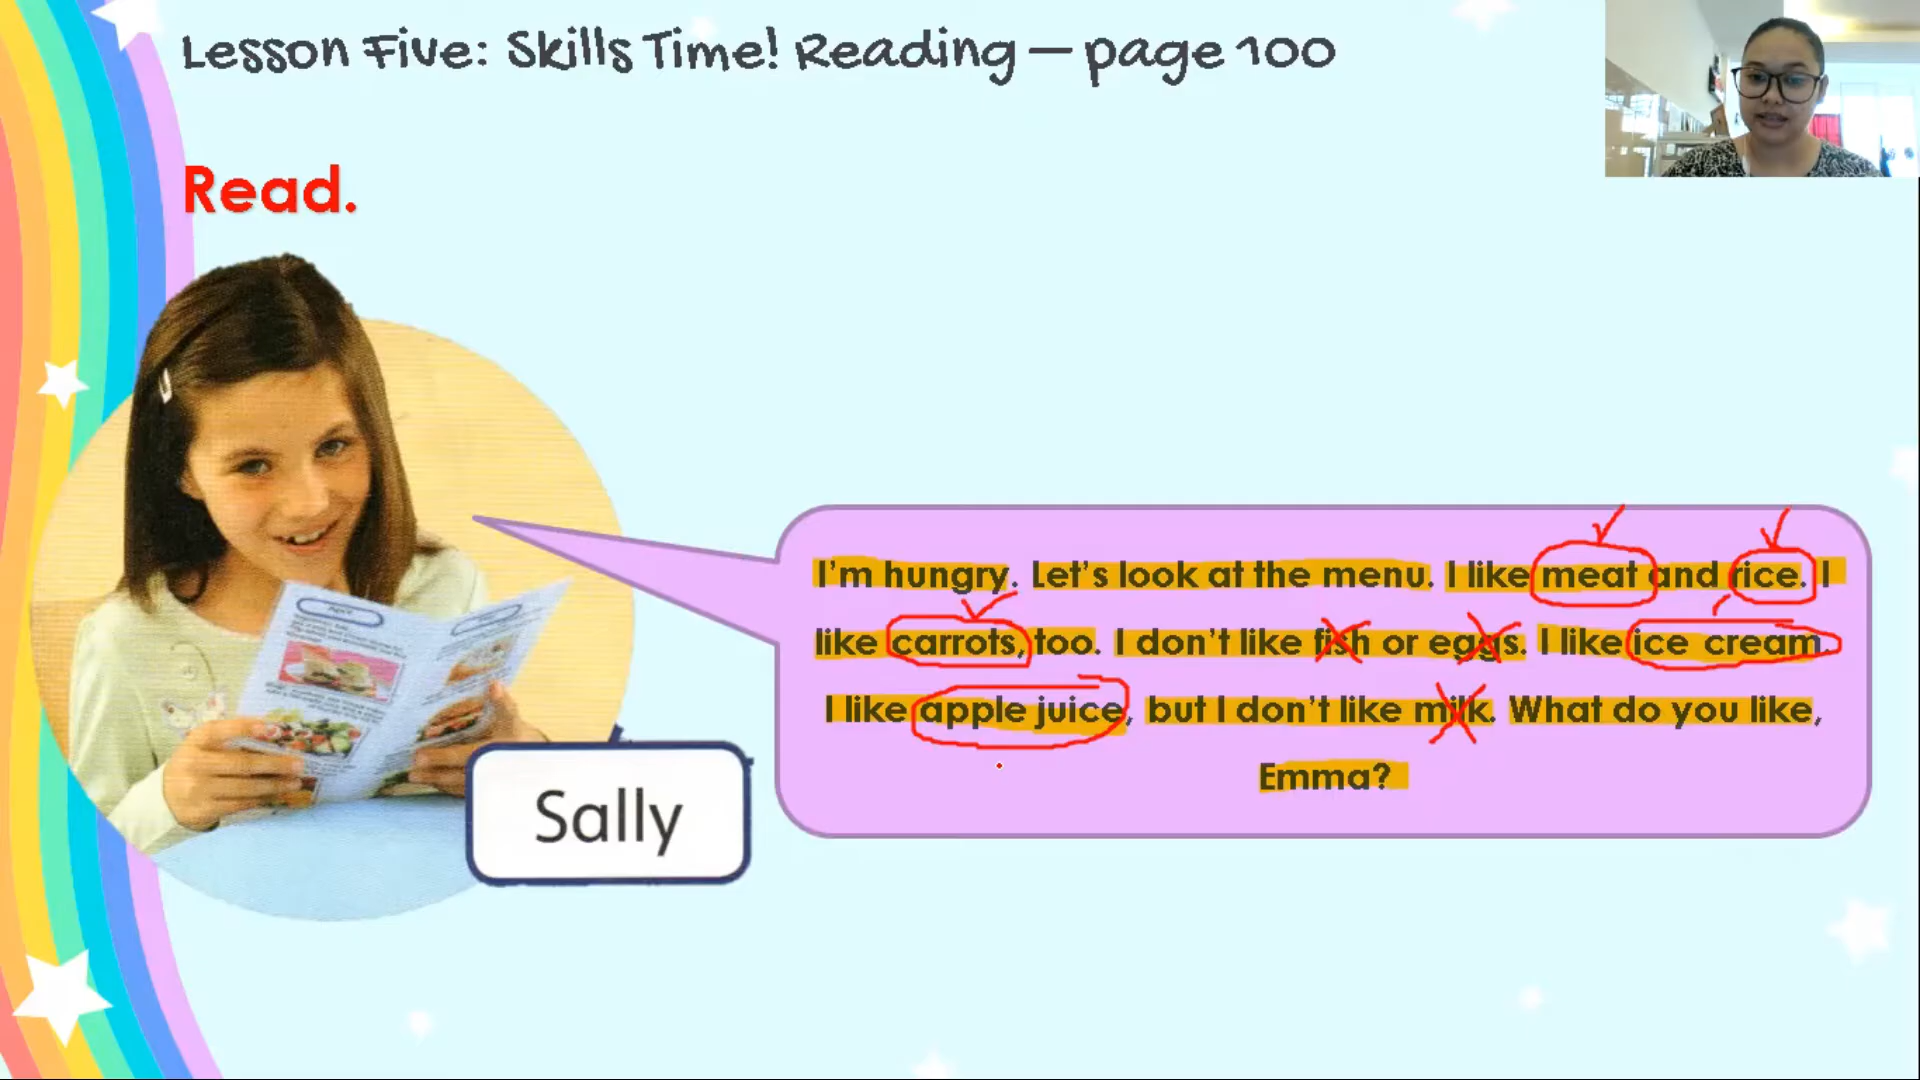 Lesson Five: Skills Time! Reading – page 100
Read.
I'm hungry. Let's look at the menu. I like meat and rice. I
like carrots, too. I don't like fish or eggs. I like ice cream.
I like apple juice, but I don't like milk. What do you like,
Emma?
Sally